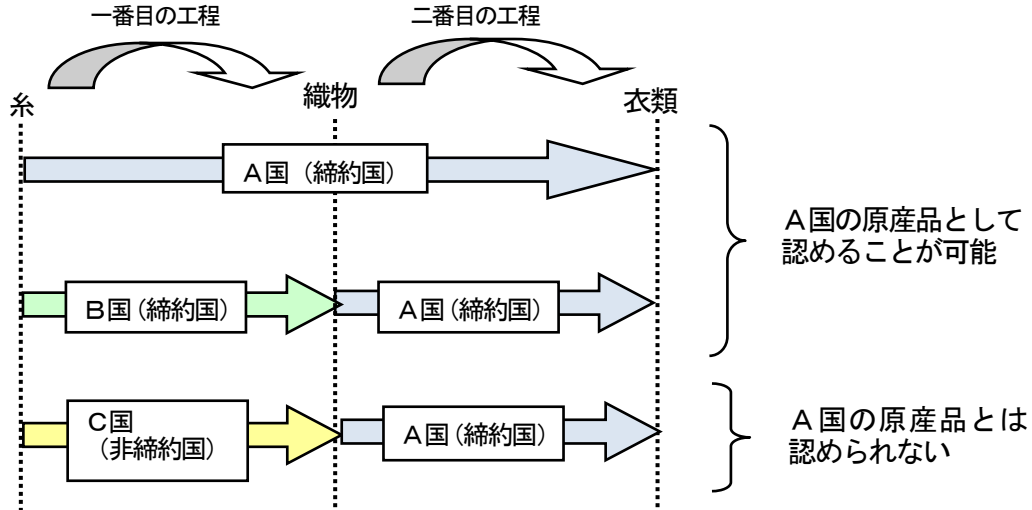 一番目の工程
二番目の工程
糸
織物
衣類
A国（締約国）
A国の原産品として
認めることが可能
B国（締約国）
A国（締約国）
C国
（非締約国）
A国（締約国）
A国の原産品とは
認められない